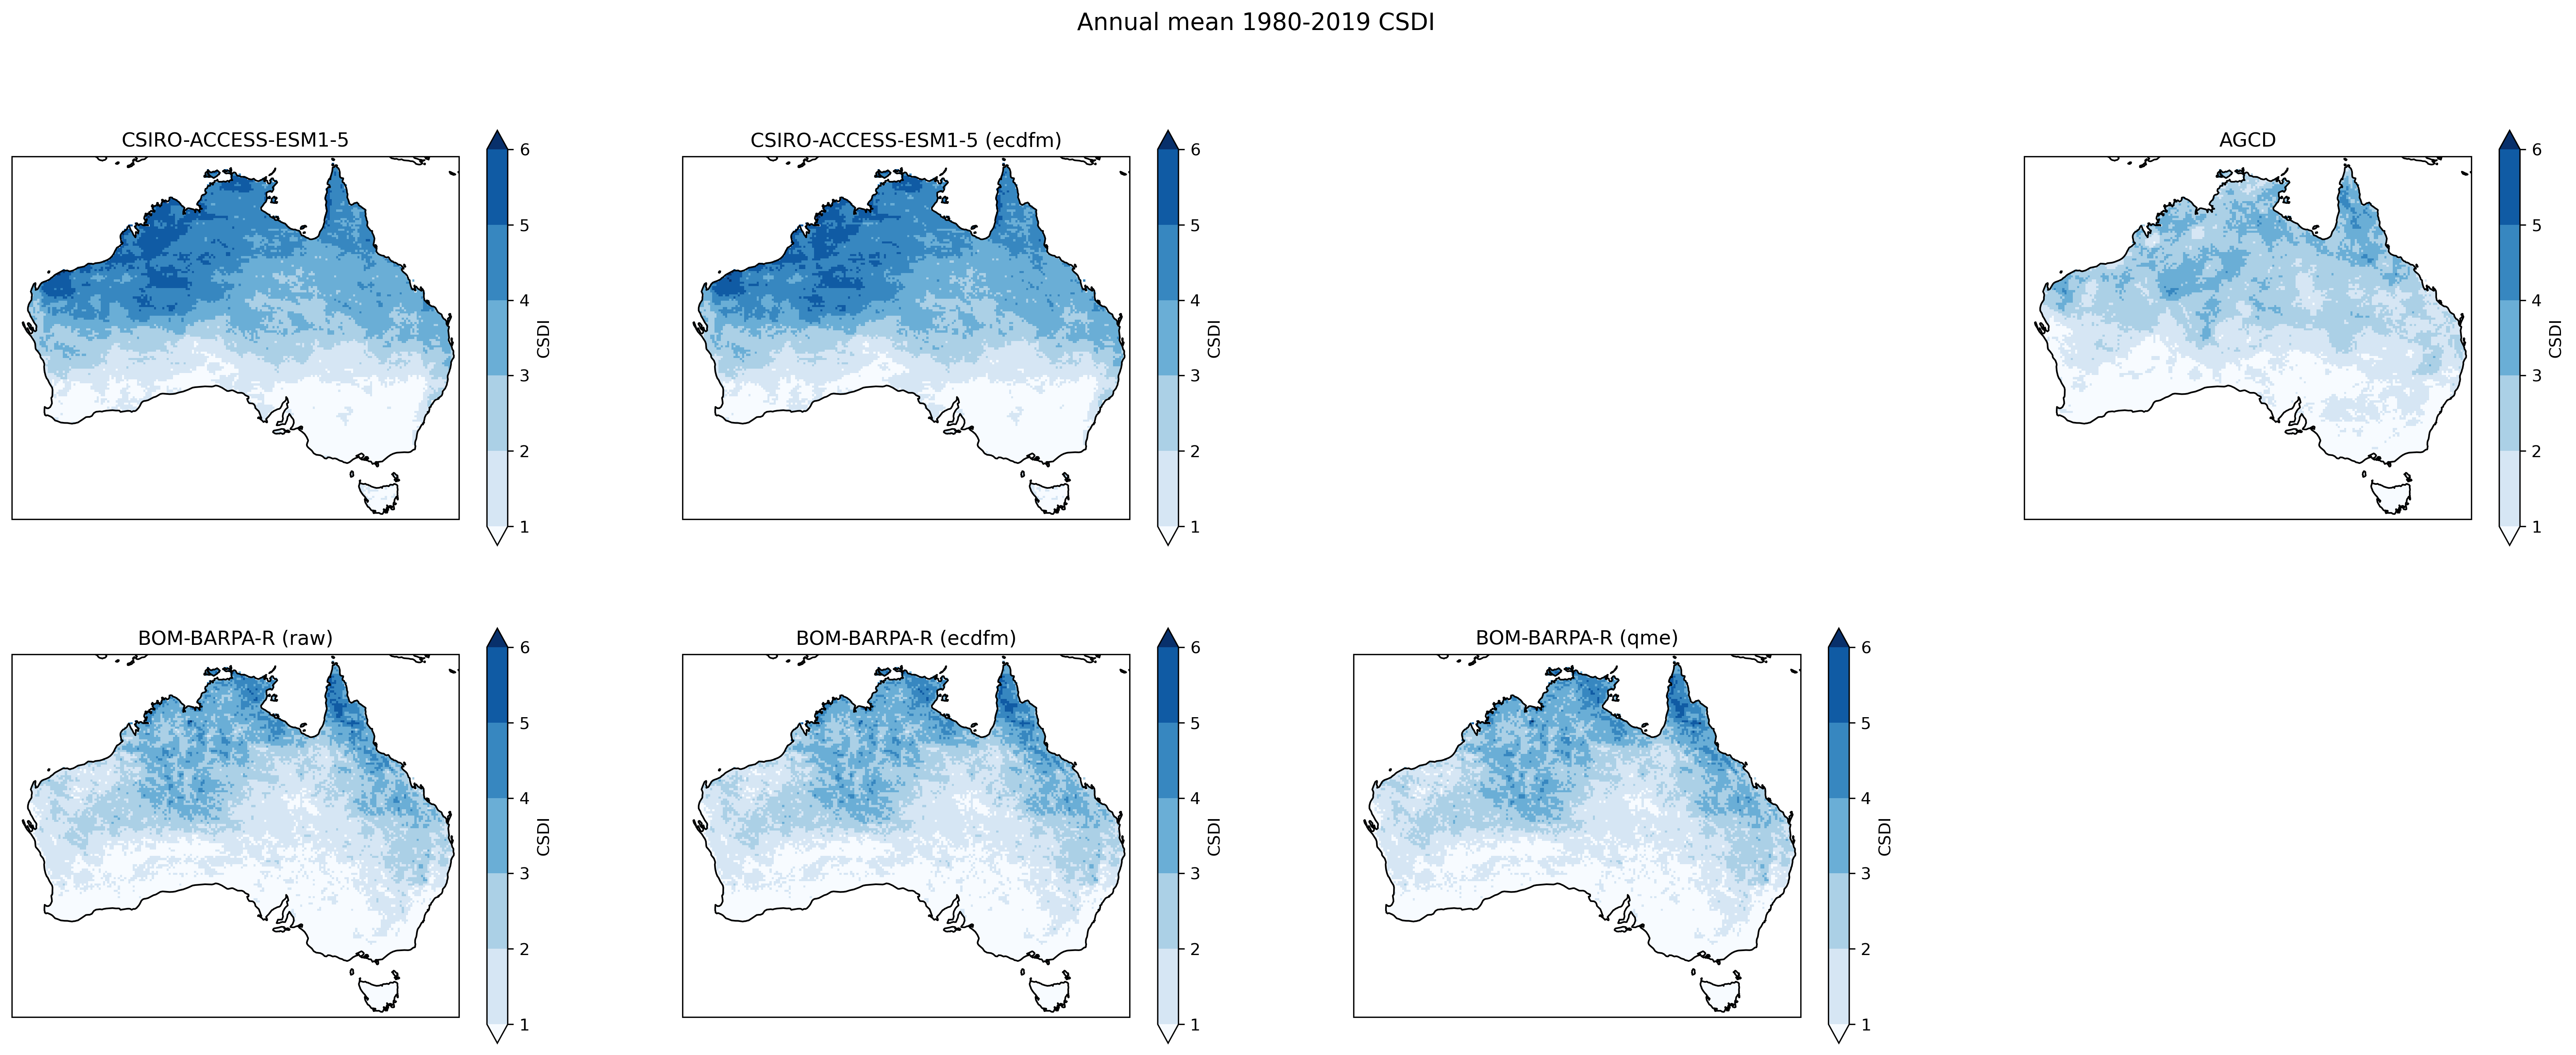 Annual mean 1980-2019 CSDI
CSIRO-ACCESS-ESM1-5
6
5
4
3
2
1
CSDI
CSIRO-ACCESS-ESM1-5 (ecdfm)
6
5
4
3
2
1
CSDI
AGCD
6
5
4
3
2
1
CSDI
BOM-BARPA-R (raw)
6
5
4
3
2
1
CSDI
BOM-BARPA-R (ecdfm)
6
5
4
3
2
1
CSDI
BOM-BARPA-R (qme)
6
5
4
3
2
1
CSDI